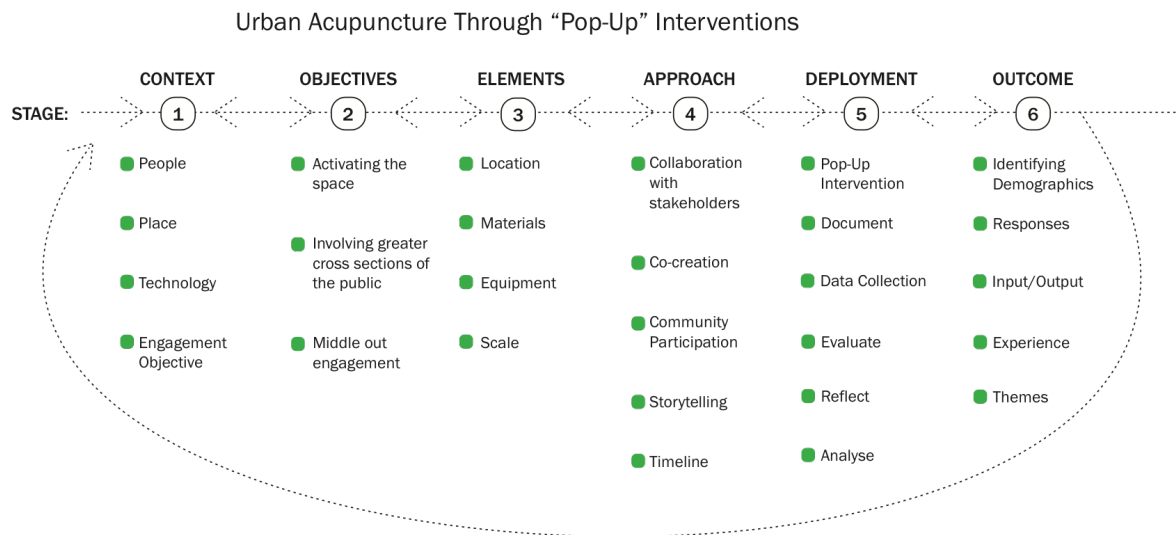 Urban Acupuncture Through “Pop-Up” Interventions
STAGE:
CONTEXT
1
People
Place
Technology
Engagement
Objective
OBJECTIVES
2
Activating the
space
Involving greater
cross sections of
the public
Middle out
engagement
ELEMENTS
3
Location
Materials
Equipment
Scale
APPROACH
4
Collaboration
with
stakeholders
Co-creation
Community
Participation
Storytelling
Timeline
DEPLOYMENT
5
Pop-Up
Intervention
Document
Data Collection
Evaluate
Reflect
Analyse
OUTCOME
6
Identifying
Demographics
Responses
Input/Output
Experience
Themes